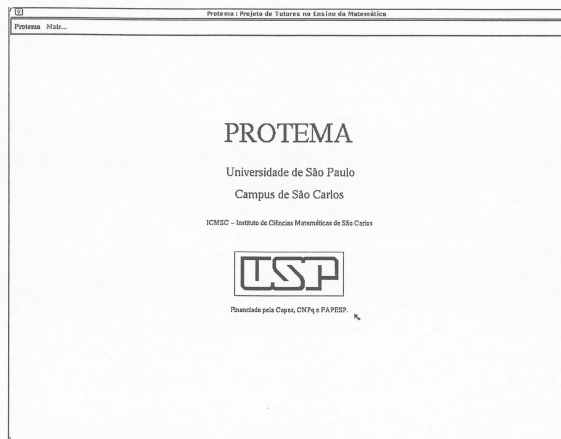 Protema : Projeto de Tutores no Ensino da Matemática
Protema Mais...
PROTEMA
Universidade de São Paulo
Campus de São Carlos
ICMSC – Instituto de Ciências Matemáticas de São Carlos
USP
Financiado pela Capes, CNPq e FAPESP.